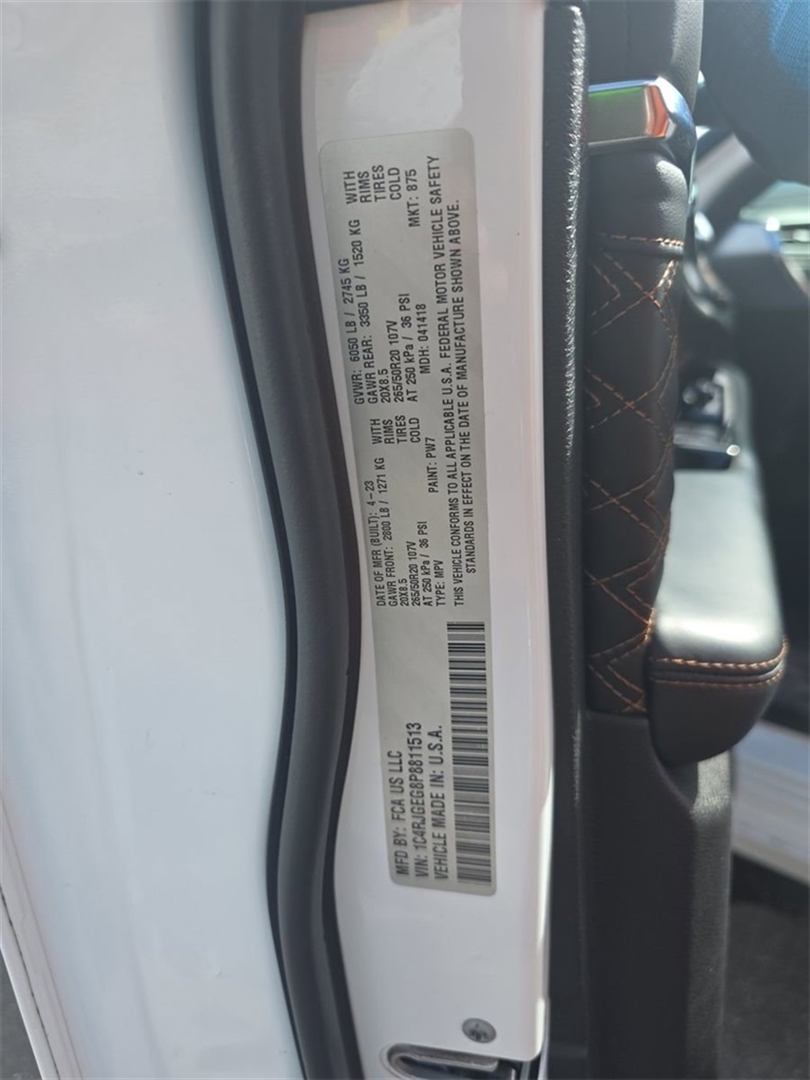 MFD BY: FCA US LLC
VIN: 1C4RJGEG8P8811513
VEHICLE MADE IN: U.S.A.
DATE OF MFR (BUILT): 4-23
GVWR: 6050 LB / 2745 KG
GAWR FRONT: 2800 LB / 1271 KG WITH
GAWR REAR: 3350 LB / 1520 KG WITH
20X8.5 RIMS
20X8.5 RIMS
265/50R20 107V TIRES
265/50R20 107V TIRES
AT 250 kPa / 36 PSI COLD
AT 250 kPa / 36 PSI COLD
TYPE: MPV PAINT: PW7 MDH: 041418 MKT: 875
THIS VEHICLE CONFORMS TO ALL APPLICABLE U.S.A. FEDERAL MOTOR VEHICLE SAFETY
STANDARDS IN EFFECT ON THE DATE OF MANUFACTURE SHOWN ABOVE.